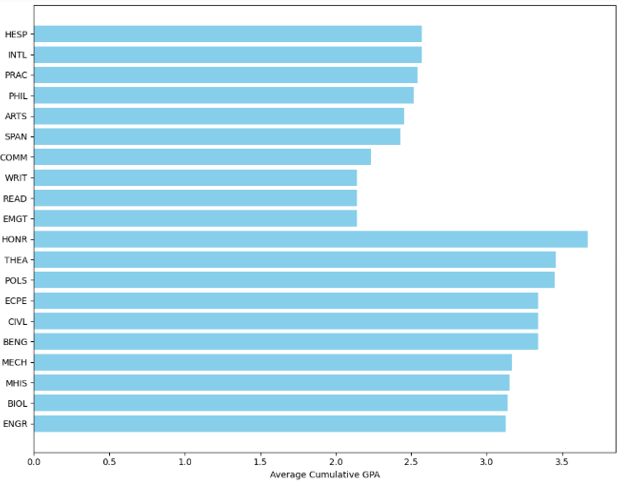 HESP
INTL
PRAC
PHIL
ARTS
SPAN
COMM
WRIT
READ
EMGT
HONR
THEA
POLS
ECPE
CIVL
BENG
MECH
MHIS
BIOL
ENGR
0.0 0.5 1.0 1.5 2.0 2.5 3.0 3.5
Average Cumulative GPA